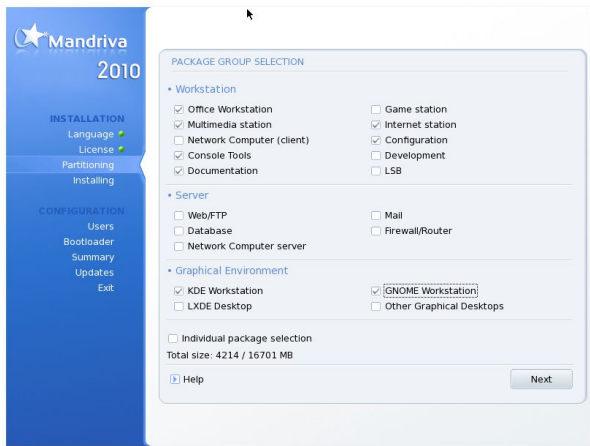 Mandriva
2010
INSTALLATION
Language
License
Partitioning
Installing
CONFIGURATION
Users
Bootloader
Summary
Updates
Exit
PACKAGE GROUP SELECTION
• Workstation
Office Workstation
Game station
Multimedia station
Internet station
Network Computer (client)
Configuration
Console Tools
Development
Documentation
LSB
• Server
Web/FTP
Mail
Database
Firewall/Router
Network Computer server
• Graphical Environment
KDE Workstation
GNOME Workstation
LXDE Desktop
Other Graphical Desktops
Individual package selection
Total size: 4214 / 16701 MB
Help
Next